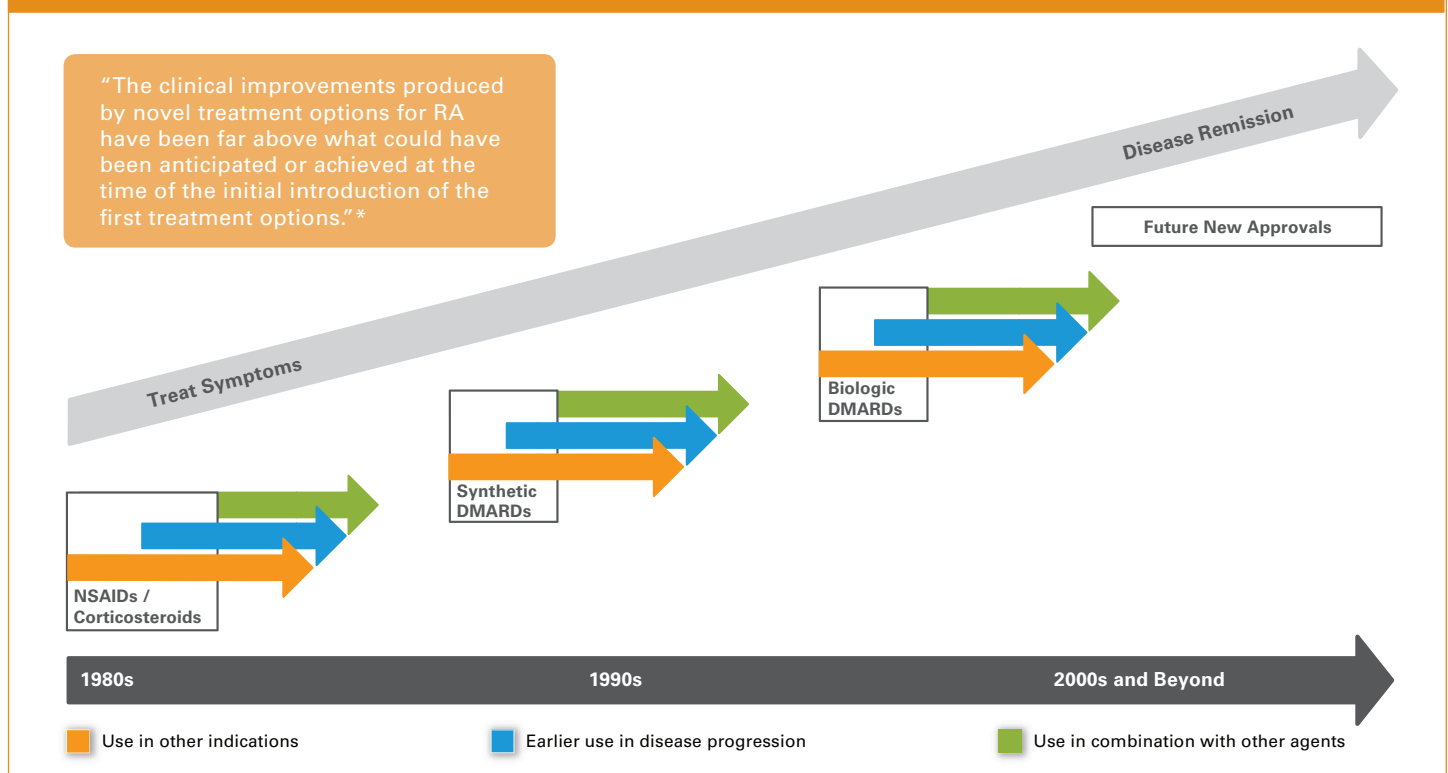 “The clinical improvements produced
by novel treatment options for RA
have been far above what could have
been anticipated or achieved at the
time of the initial introduction of the
first treatment options.”*
Disease Remission
Future New Approvals
Treat Symptoms
Biologic
DMARDs
Synthetic
DMARDs
NSAIDs /
Corticosteroids
1980s
1990s
2000s and Beyond
Use in other indications
Earlier use in disease progression
Use in combination with other agents